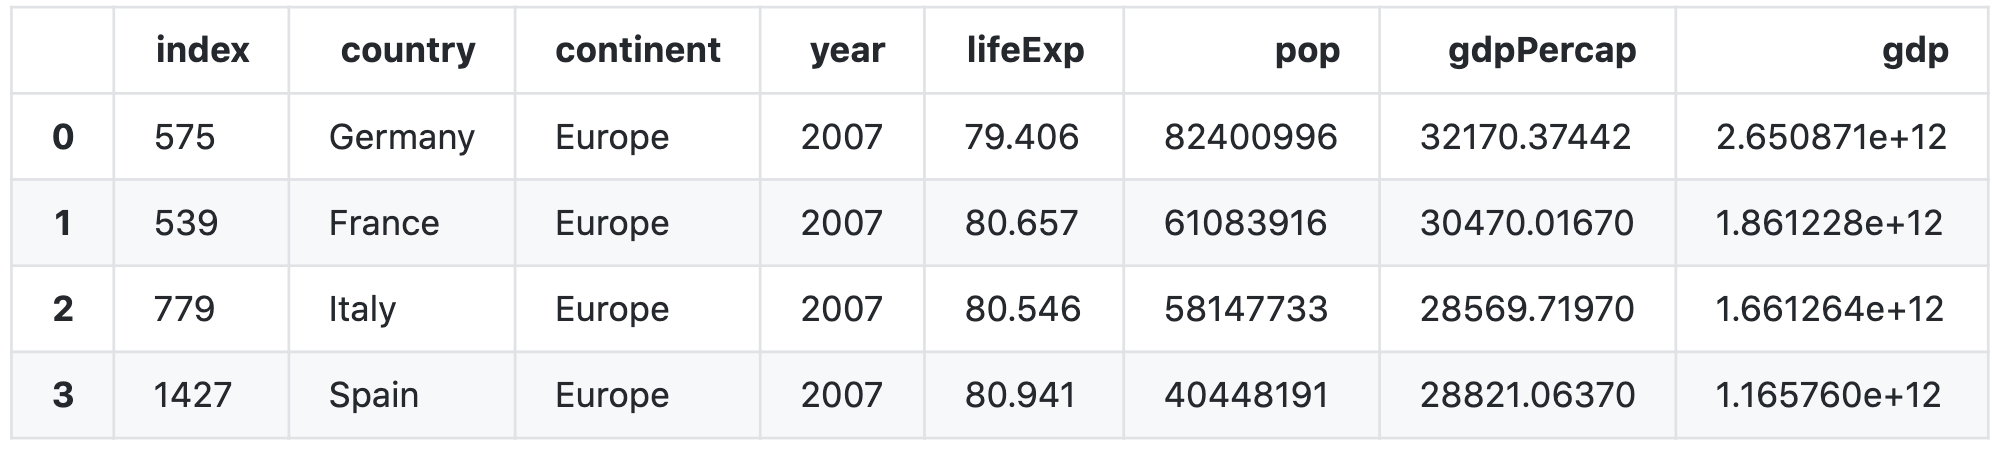 index country continent year lifeExp pop gdpPercap gdp
0 575 Germany Europe 2007 79.406 82400996 32170.37442 2.650871e+12
1 539 France Europe 2007 80.657 61083916 30470.01670 1.861228e+12
2 779 Italy Europe 2007 80.546 58147733 28569.71970 1.661264e+12
3 1427 Spain Europe 2007 80.941 40448191 28821.06370 1.165760e+12